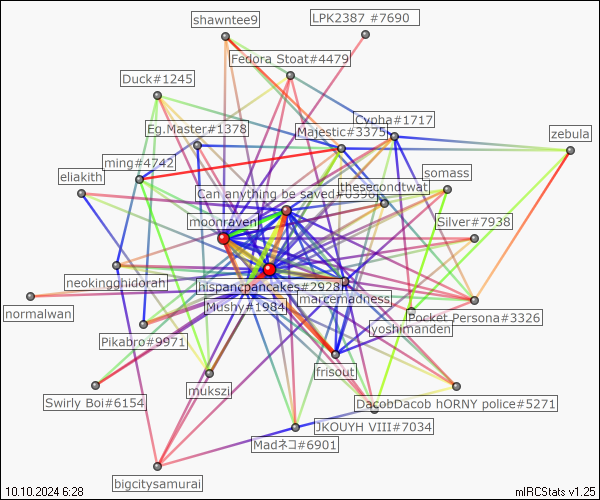 shawntee9
LPK2387 #7690
Fedora Stoat#4479
Duck#1245
Cypha#1717
Eg.Master#1378
Majestic#3375
zebula
ming#4742
eliakith
somass
thesecondtwat
Can anything be saved#
moonraven
Silver#7938
neokingghidorah
hispancpancakes#2928
marcemadness
normalwan
Mushy#1984
Pocket Persona#3326
yoshimanden
Pikabro#9971
frisout
mukszi
Swirly Boi#6154
DacobDacob hORNY police#5271
JKOUYH VIII#7034
Madネコ#6901
bigcitysamurai
10.10.2024 6:28
mIRCStats v1.25